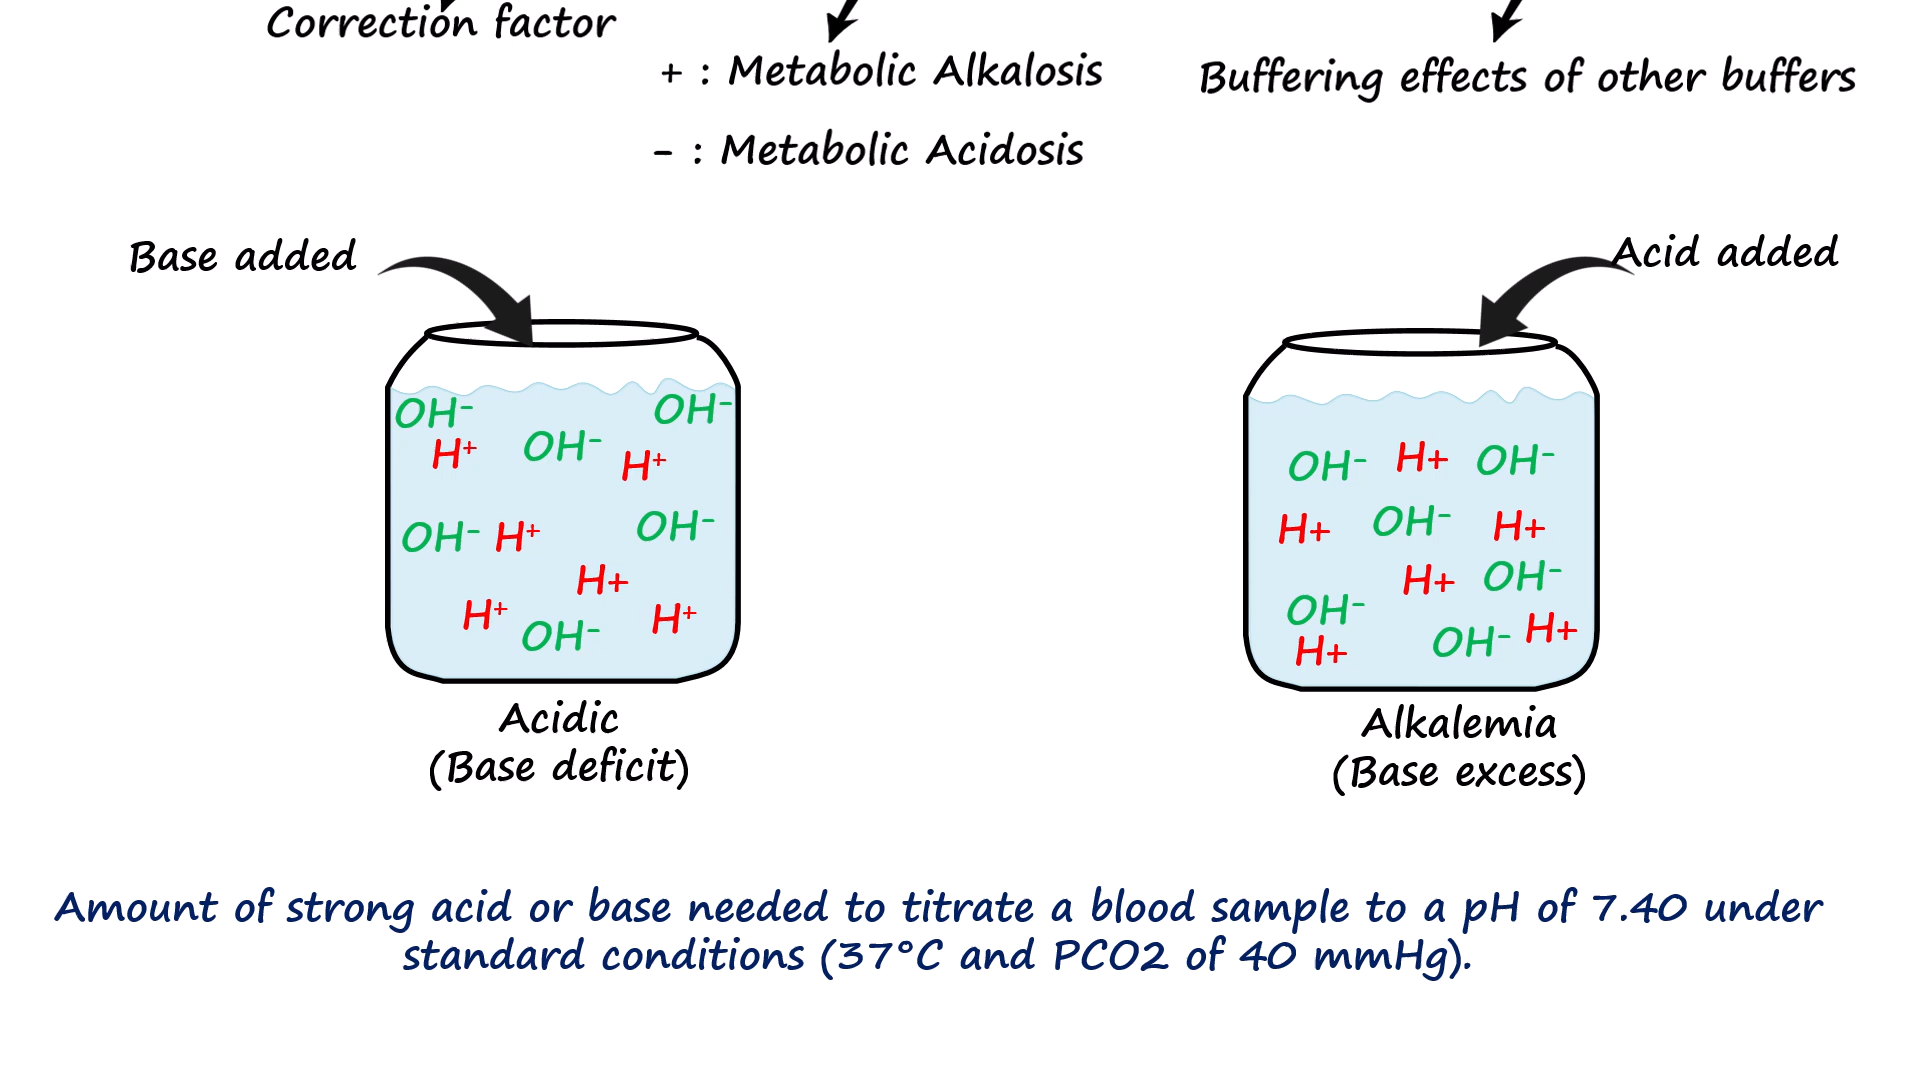 Correction factor
+ : Metabolic Alkalosis
Buffering effects of other buffers
- : Metabolic Acidosis
Base added
Acid added
OH⁻ OH⁻
H⁺ OH⁻ H⁺
OH⁻ H⁺ OH⁻
H+
H⁺ OH⁻ H⁺
Acidic
(Base deficit)
OH⁻ H+ OH⁻
H+ OH⁻ H+
H+ OH⁻
OH⁻
H+ OH⁻ H+
Alkalemia
(Base excess)
Amount of strong acid or base needed to titrate a blood sample to a pH of 7.40 under
standard conditions (37°C and PCO2 of 40 mmHg).